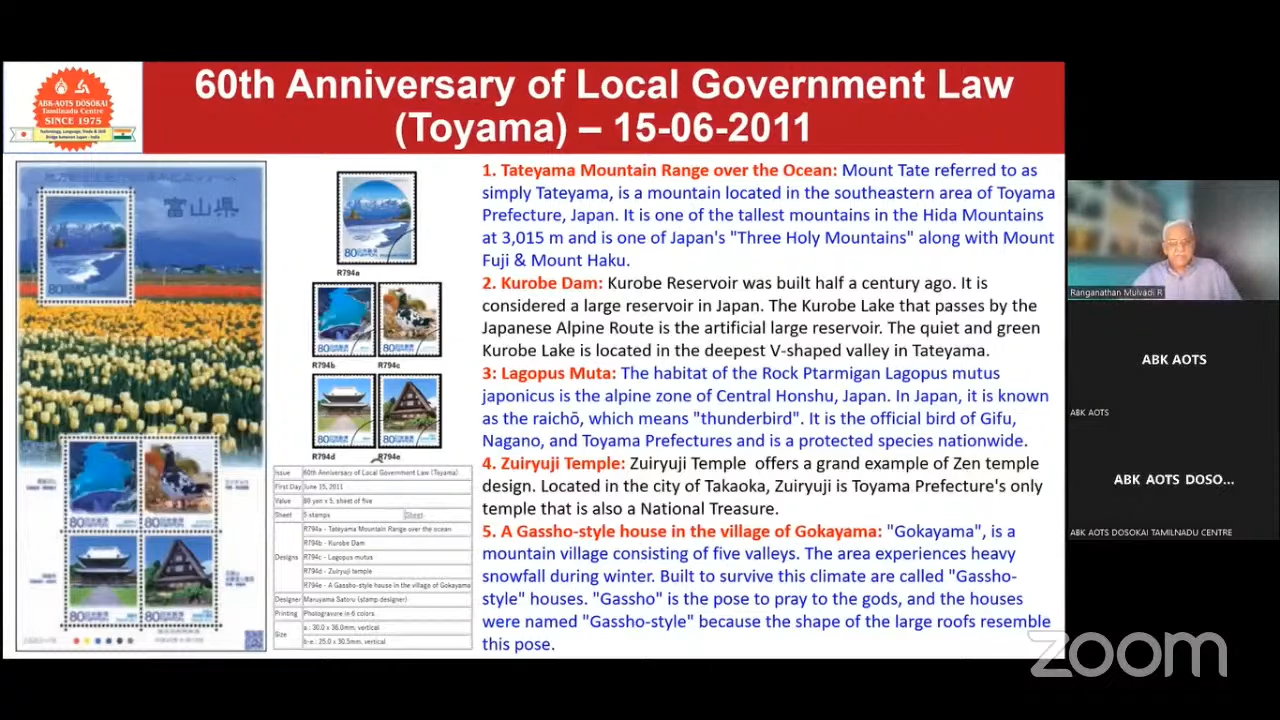 ABK-AOTS DOSOKAI
Tamilnadu Centre
SINCE 1975
Technology, Language, Trade & Skill
Bridge between Japan - India
60th Anniversary of Local Government Law
(Toyama) – 15-06-2011
富山県
80
80
80
80
80
80
R794a
80
80
R794b
R794c
80
80
R794d
R794e
Issue 60th Anniversary of Local Government Law (Toyama)
First Day June 15, 2011
Value 80 yen x 5, sheet of five
Sheet 5 stamps Sheet
Designs
R794a - Tateyama Mountain Range over the ocean
R794b - Kurobe Dam
R794c - Lagopus mutus
R794d - Zuiryuji temple
R794e - A Gassho-style house in the village of Gokayama
Designer Maruyama Satoru (stamp designer)
Printing Photogravure in 6 colors
Size
a.: 30.0 x 36.0mm, vertical
b-e.: 25.0 x 30.5mm, vertical
1. Tateyama Mountain Range over the Ocean: Mount Tate referred to as
simply Tateyama, is a mountain located in the southeastern area of Toyama
Prefecture, Japan. It is one of the tallest mountains in the Hida Mountains
at 3,015 m and is one of Japan's "Three Holy Mountains" along with Mount
Fuji & Mount Haku.
2. Kurobe Dam: Kurobe Reservoir was built half a century ago. It is
considered a large reservoir in Japan. The Kurobe Lake that passes by the
Japanese Alpine Route is the artificial large reservoir. The quiet and green
Kurobe Lake is located in the deepest V-shaped valley in Tateyama.
3: Lagopus Muta: The habitat of the Rock Ptarmigan Lagopus mutus
japonicus is the alpine zone of Central Honshu, Japan. In Japan, it is known
as the raichō, which means "thunderbird". It is the official bird of Gifu,
Nagano, and Toyama Prefectures and is a protected species nationwide.
4. Zuiryuji Temple: Zuiryuji Temple offers a grand example of Zen temple
design. Located in the city of Takaoka, Zuiryuji is Toyama Prefecture's only
temple that is also a National Treasure.
5. A Gassho-style house in the village of Gokayama: "Gokayama", is a
mountain village consisting of five valleys. The area experiences heavy
snowfall during winter. Built to survive this climate are called "Gassho-
style" houses. "Gassho" is the pose to pray to the gods, and the houses
were named "Gassho-style" because the shape of the large roofs resemble
this pose.
Ranganathan Mulvadi R
ABK AOTS
ABK AOTS
ABK AOTS DOSO...
ABK AOTS DOSOKAI TAMILNADU CENTRE
zoom